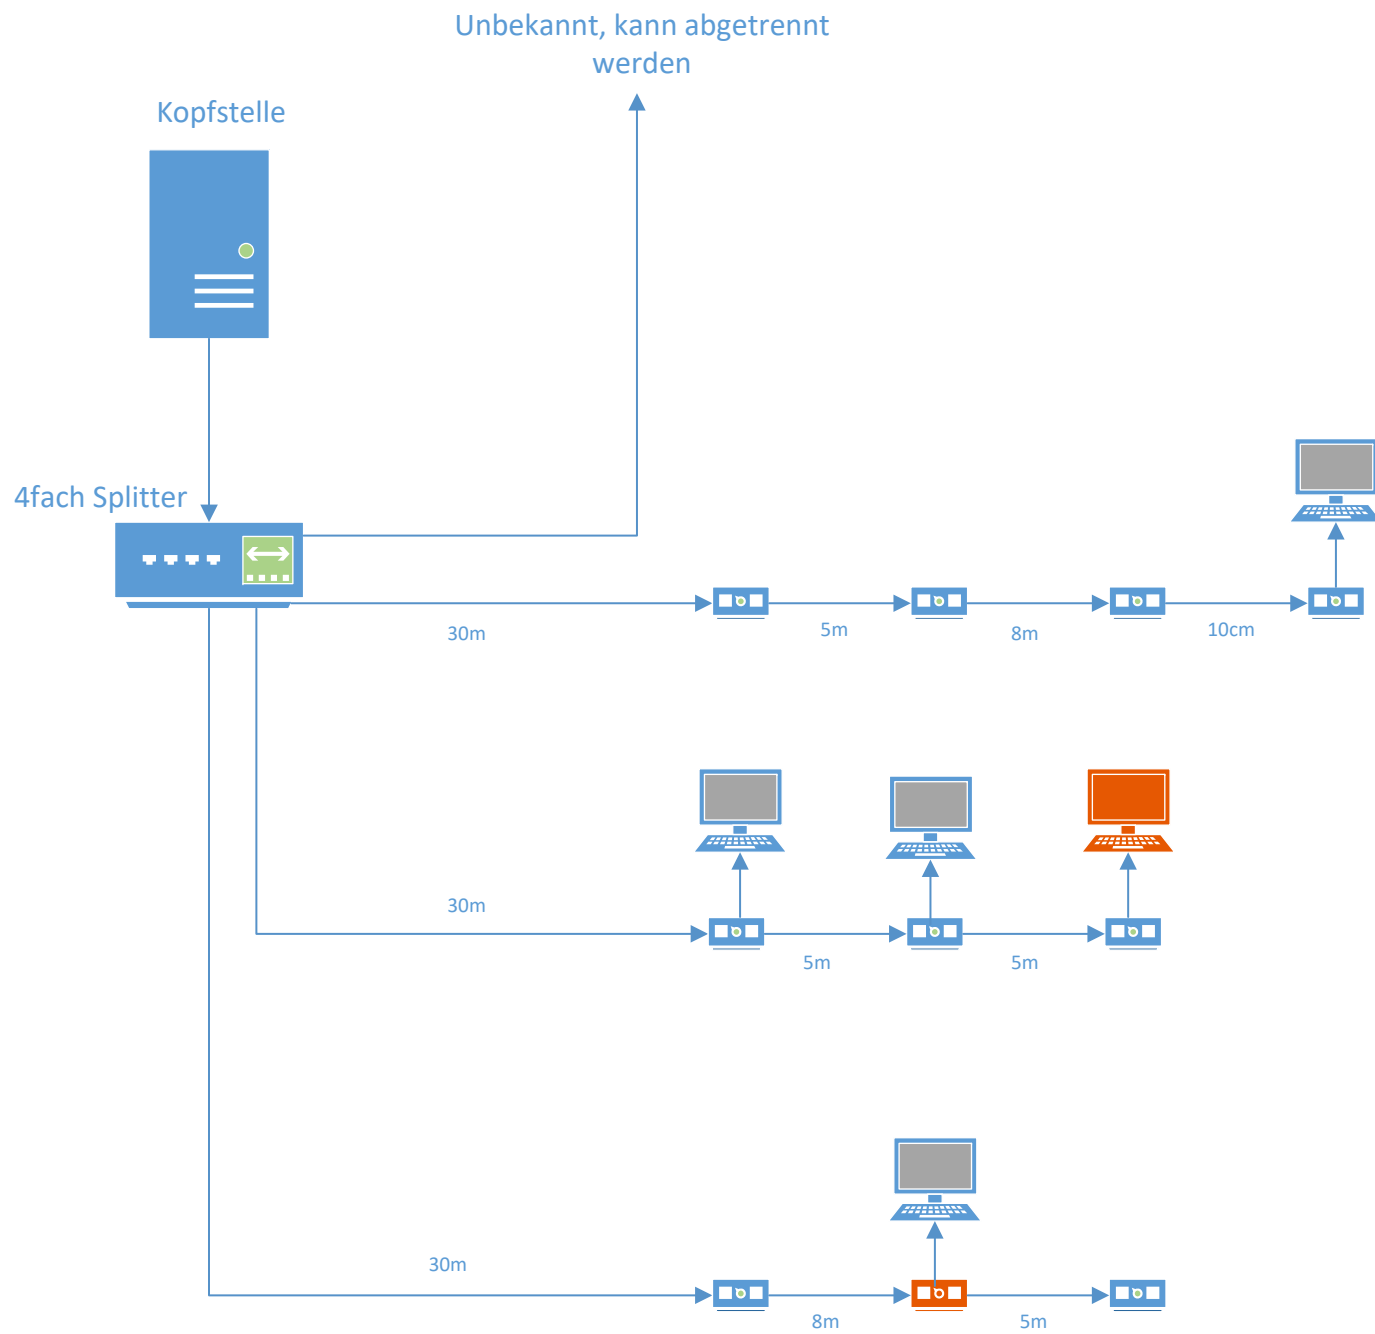 Unbekannt, kann abgetrennt
werden
Kopfstelle
4fach Splitter
30m
5m
8m
10cm
30m
5m
5m
30m
8m
5m